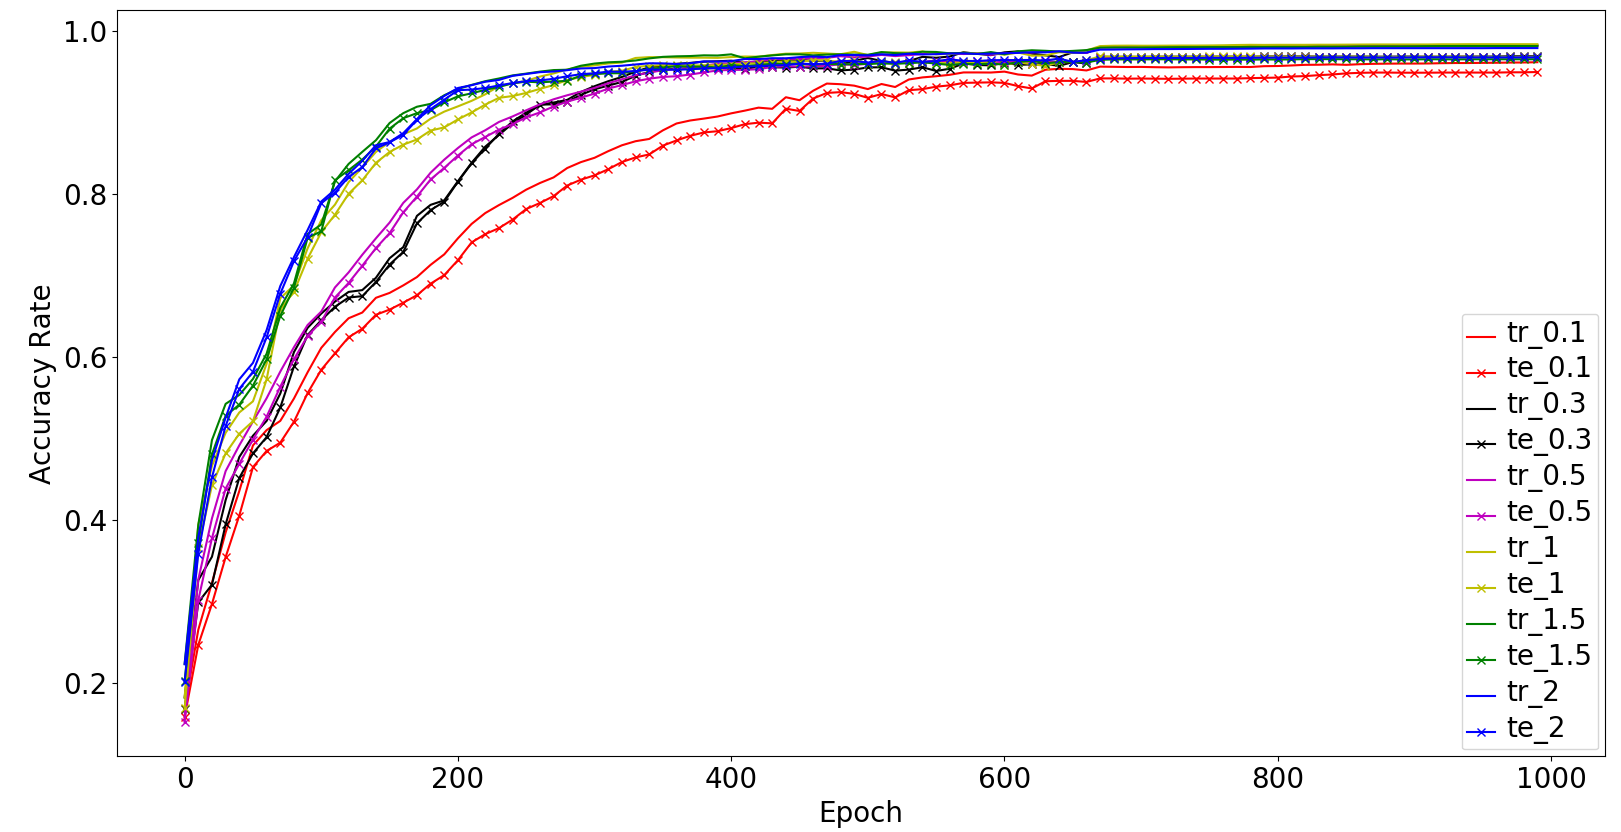 1.0
0.8
0.6
0.4
0.2
Accuracy Rate
0
200
400
600
800
1000
Epoch
tr_0.1
te_0.1
tr_0.3
te_0.3
tr_0.5
te_0.5
tr_1
te_1
tr_1.5
te_1.5
tr_2
te_2